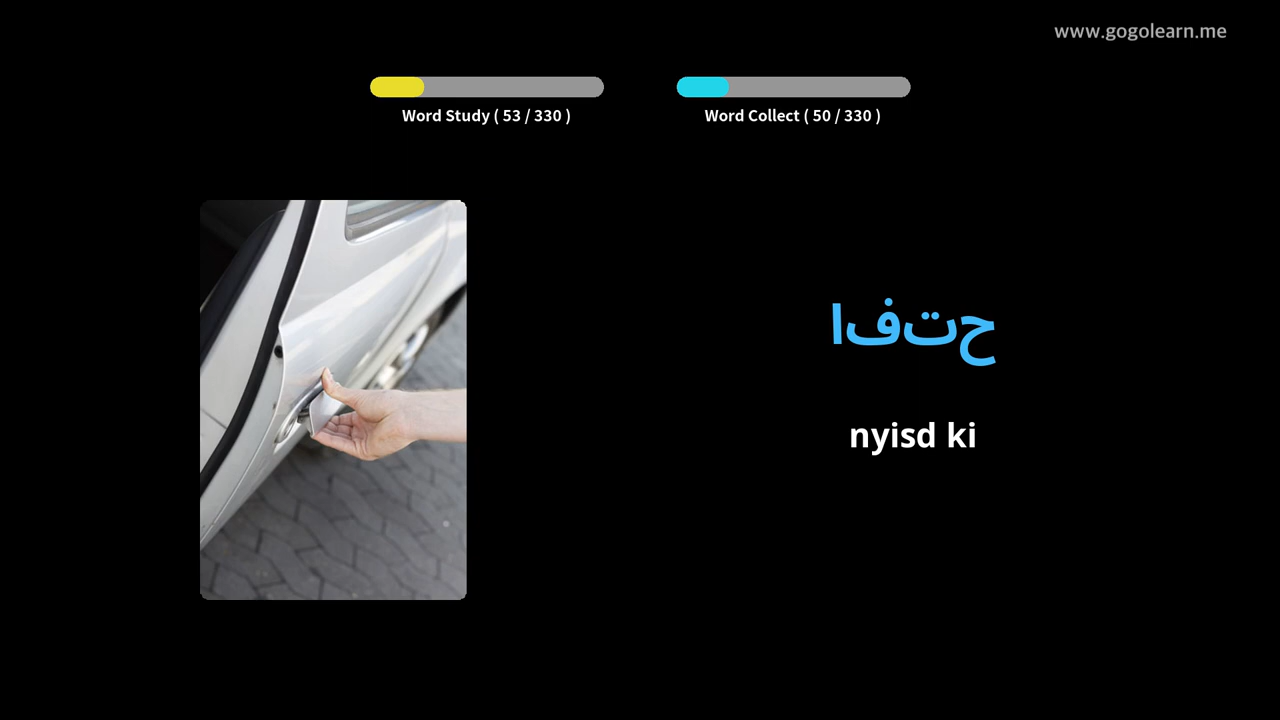 www.gogolearn.me
Word Study ( 53 / 330 )
Word Collect ( 50 / 330 )
افتح
nyisd ki